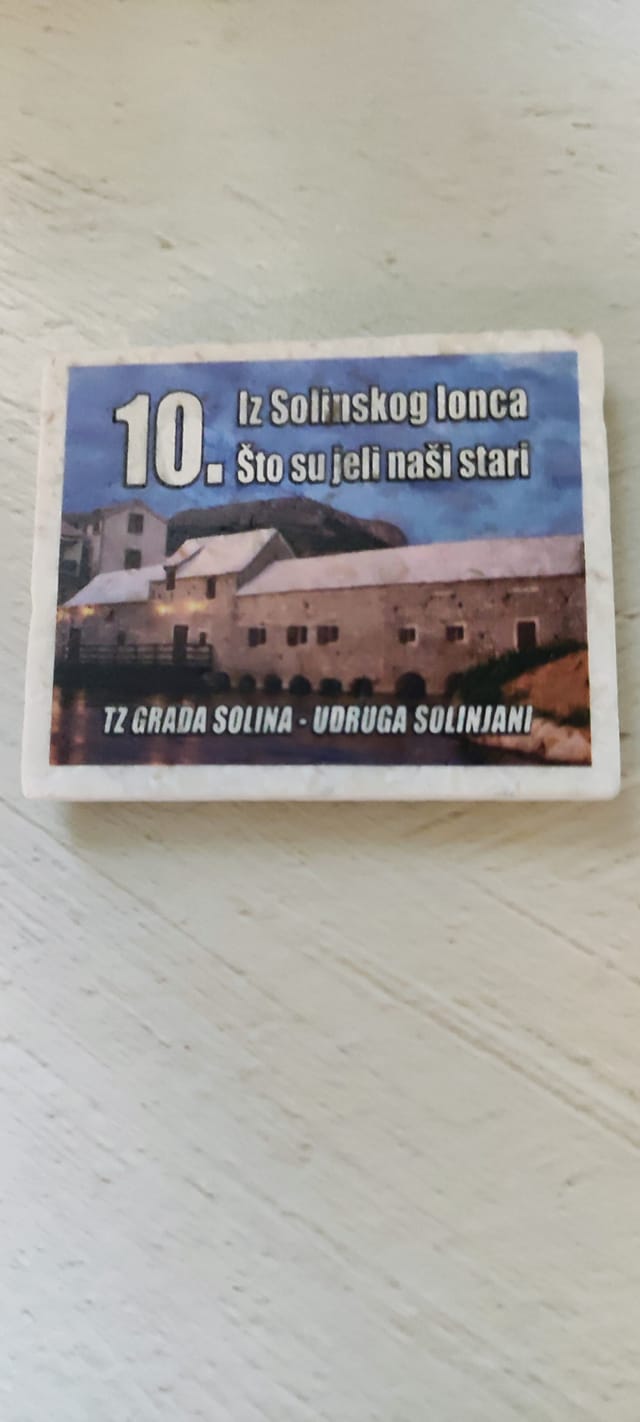 10. Iz Solinskog lonca
Što su jeli naši stari
TZ GRADA SOLINA - UDRUGA SOLINJANI